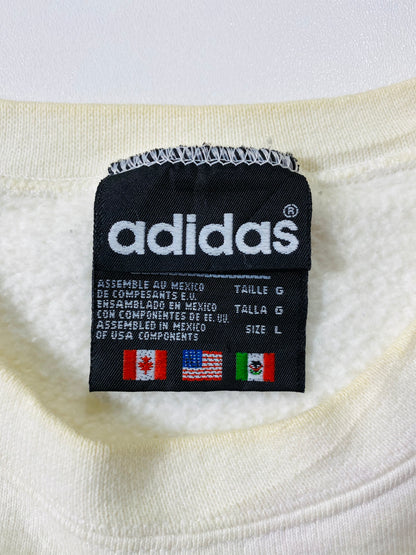 adidas®
ASSEMBLE AU MEXICO
DE COMPESANTS E.U.
ENSAMBLADO EN MEXICO
CON COMPONENTES DE EE. UU.
ASSEMBLED IN MEXICO
OF USA COMPONENTS
TAILLE G
TALLA G
SIZE L